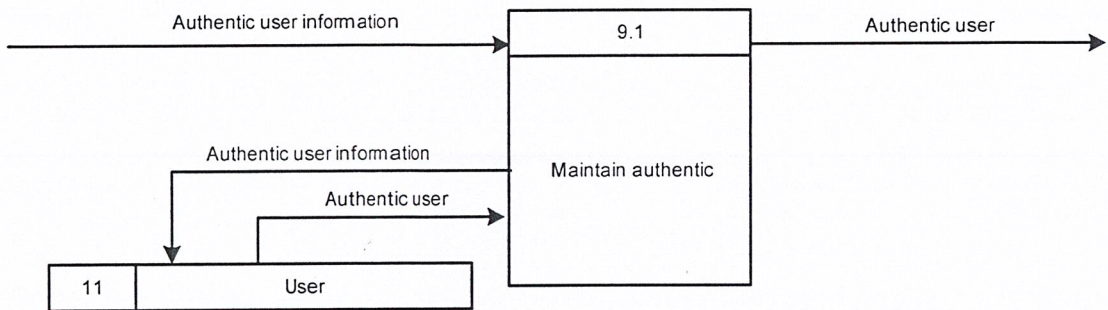 Authentic user information
9.1
Authentic user
Authentic user information
Maintain authentic
Authentic user
11
User